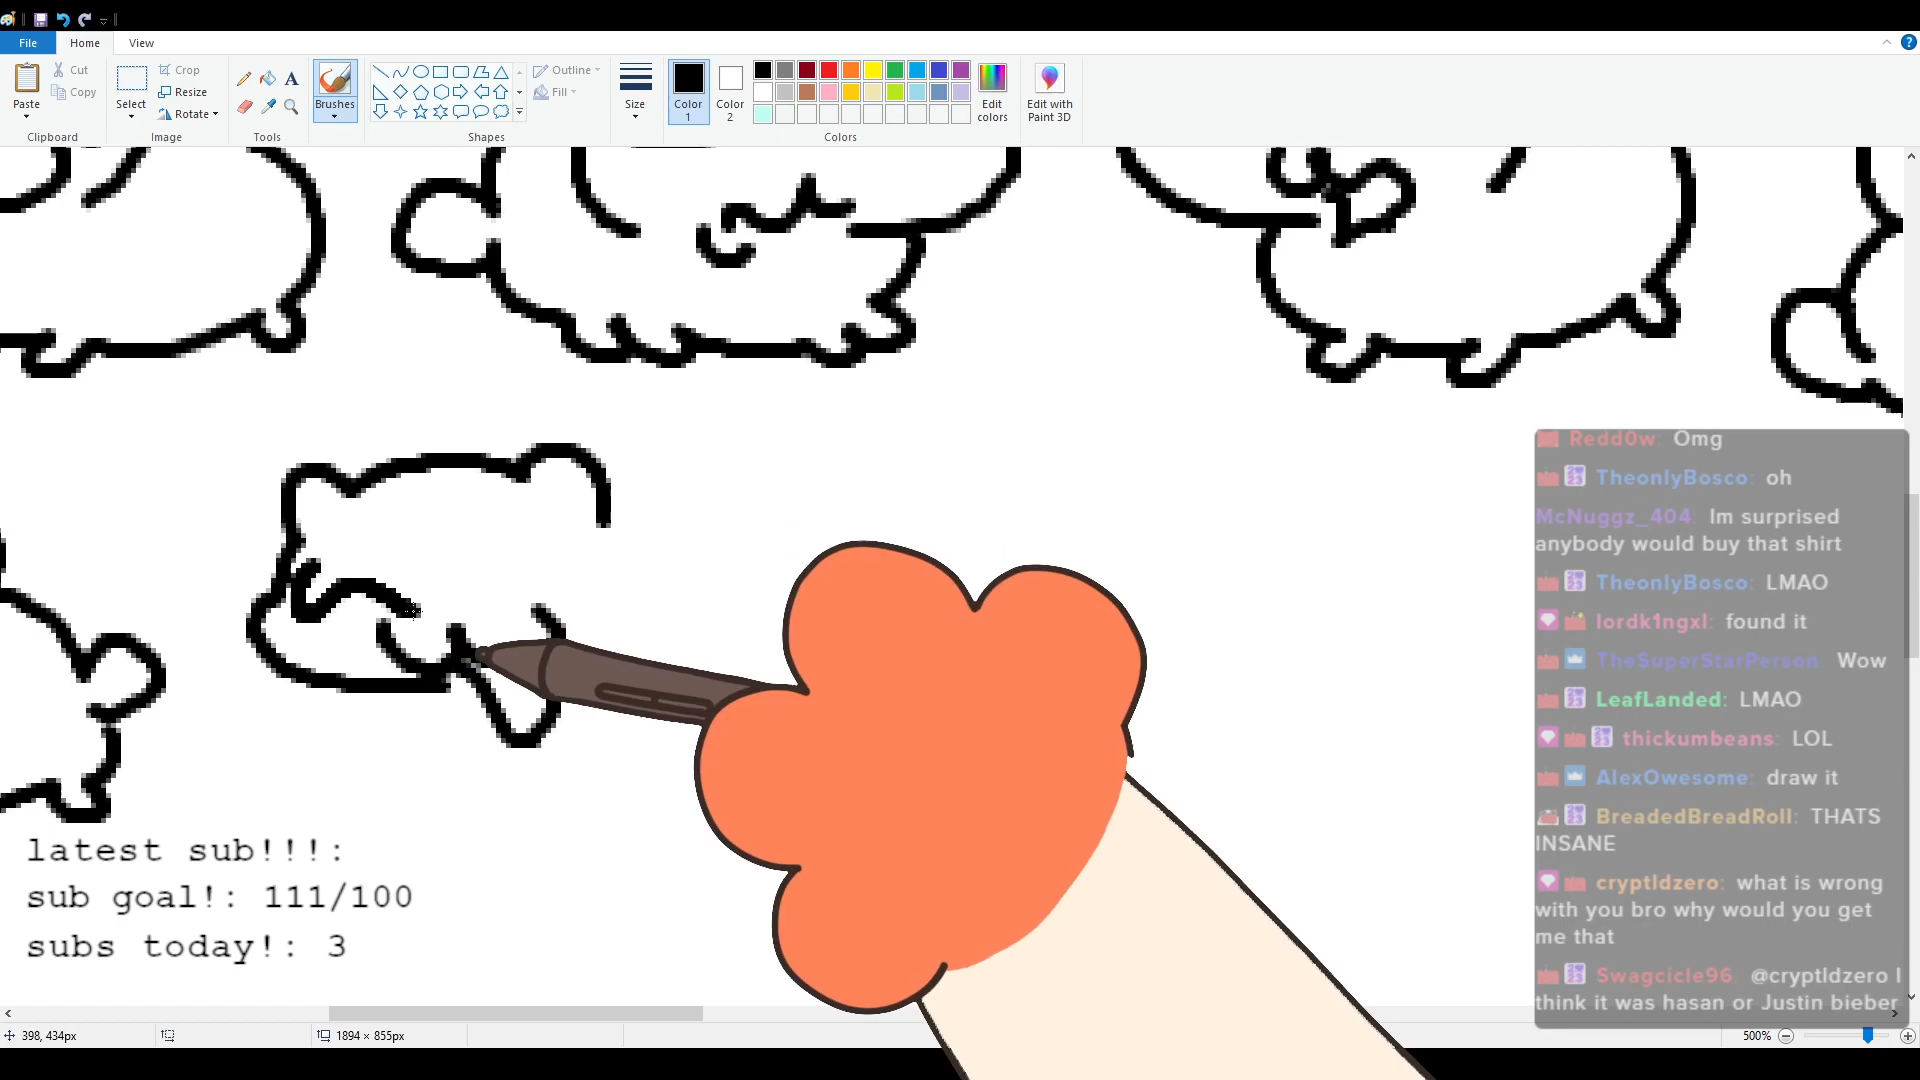 File Home View
Cut
Copy
Paste
Clipboard
Crop
Resize
Rotate
Select
Image
A
Tools
Brushes
Outline
Fill
Shapes
Size
Color 1
Color 2
Edit colors
Colors
Edit with Paint 3D
Redd0w: Omg
TheonlyBosco: oh
McNuggz_404: Im surprised
anybody would buy that shirt
TheonlyBosco: LMAO
lordk1ngxl: found it
TheSuperStarPerson: Wow
LeafLanded: LMAO
thickumbeans: LOL
AlexOwesome: draw it
BreadedBreadRoll: THATS
INSANE
cryptldzero: what is wrong
with you bro why would you get
me that
Swagcicle96: @cryptldzero I
think it was hasan or Justin bieber
latest sub!!!:
sub goal!: 111/100
subs today!: 3
398, 434px
1894 × 855px
500%